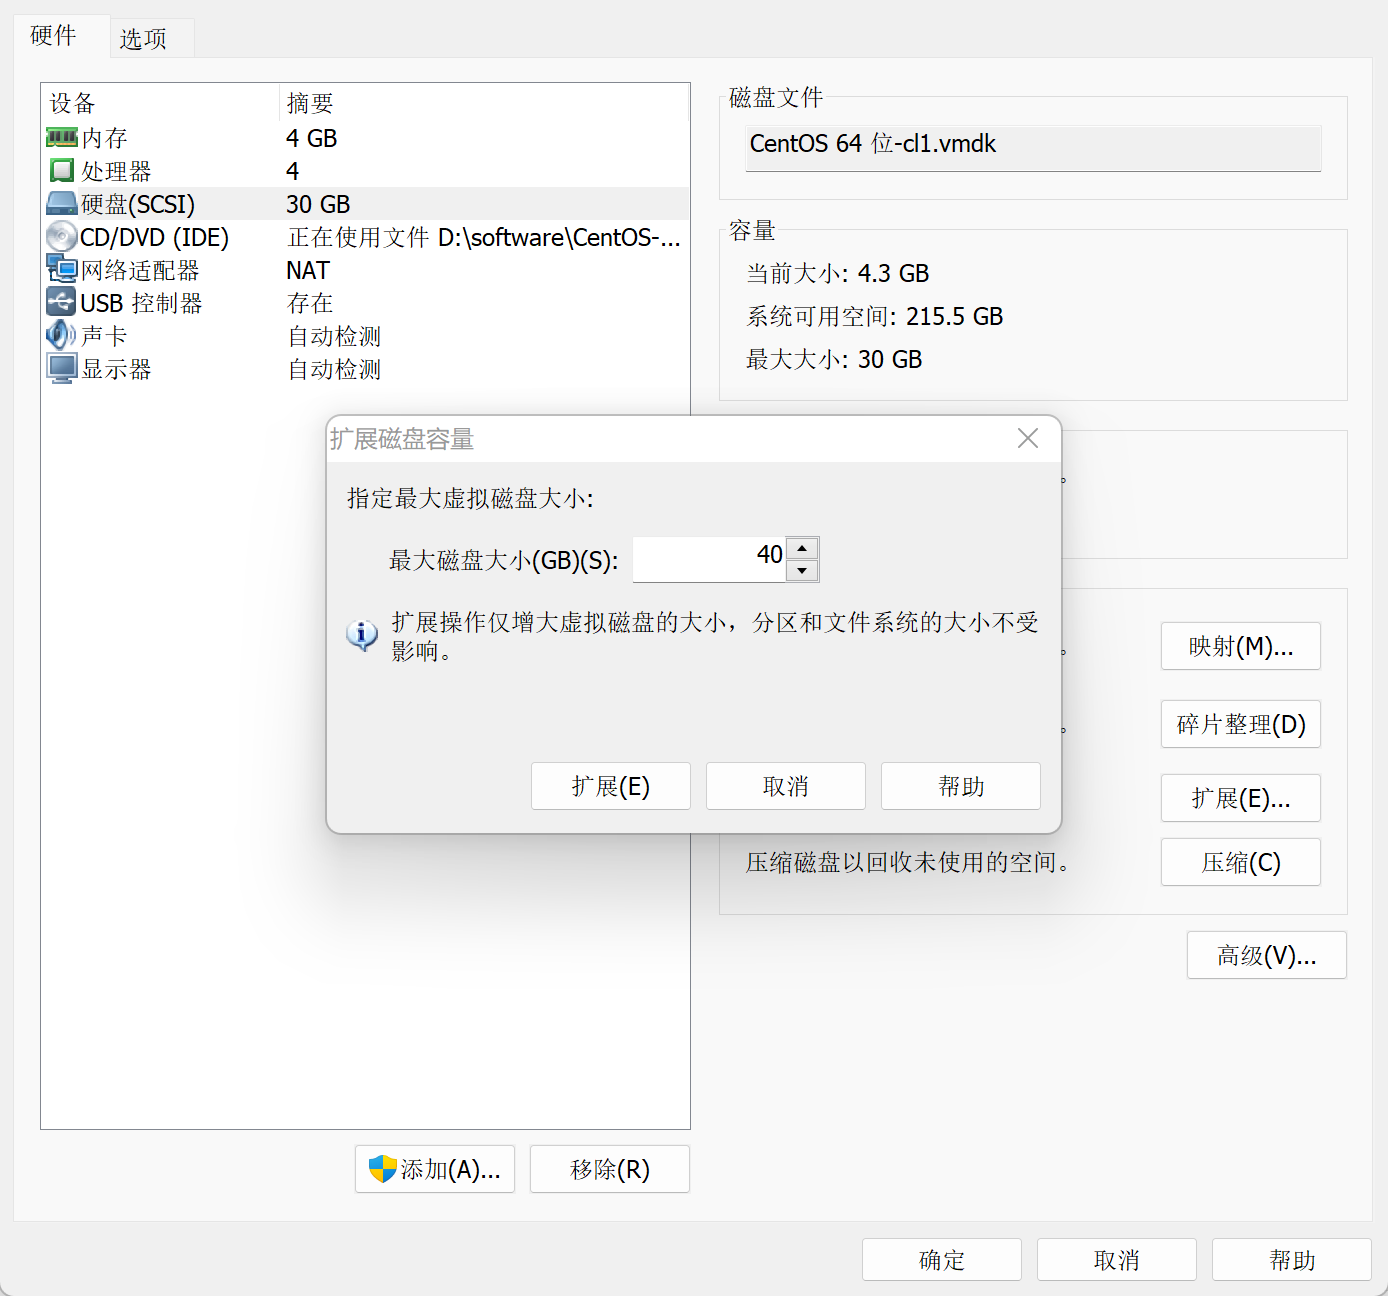 硬件
选项
设备 摘要
内存 4 GB
处理器 4
硬盘(SCSI) 30 GB
CD/DVD (IDE) 正在使用文件 D:\software\CentOS-...
网络适配器 NAT
USB 控制器 存在
声卡 自动检测
显示器 自动检测
添加(A)...
移除(R)
磁盘文件
CentOS 64 位-cl1.vmdk
容量
当前大小: 4.3 GB
系统可用空间: 215.5 GB
最大大小: 30 GB
扩展磁盘容量
指定最大虚拟磁盘大小:
最大磁盘大小(GB)(S): 40
扩展操作仅增大虚拟磁盘的大小，分区和文件系统的大小不受
影响。
扩展(E)
取消
帮助
。
。
映射(M)...
。
碎片整理(D)
扩展(E)...
压缩磁盘以回收未使用的空间。
压缩(C)
高级(V)...
确定
取消
帮助